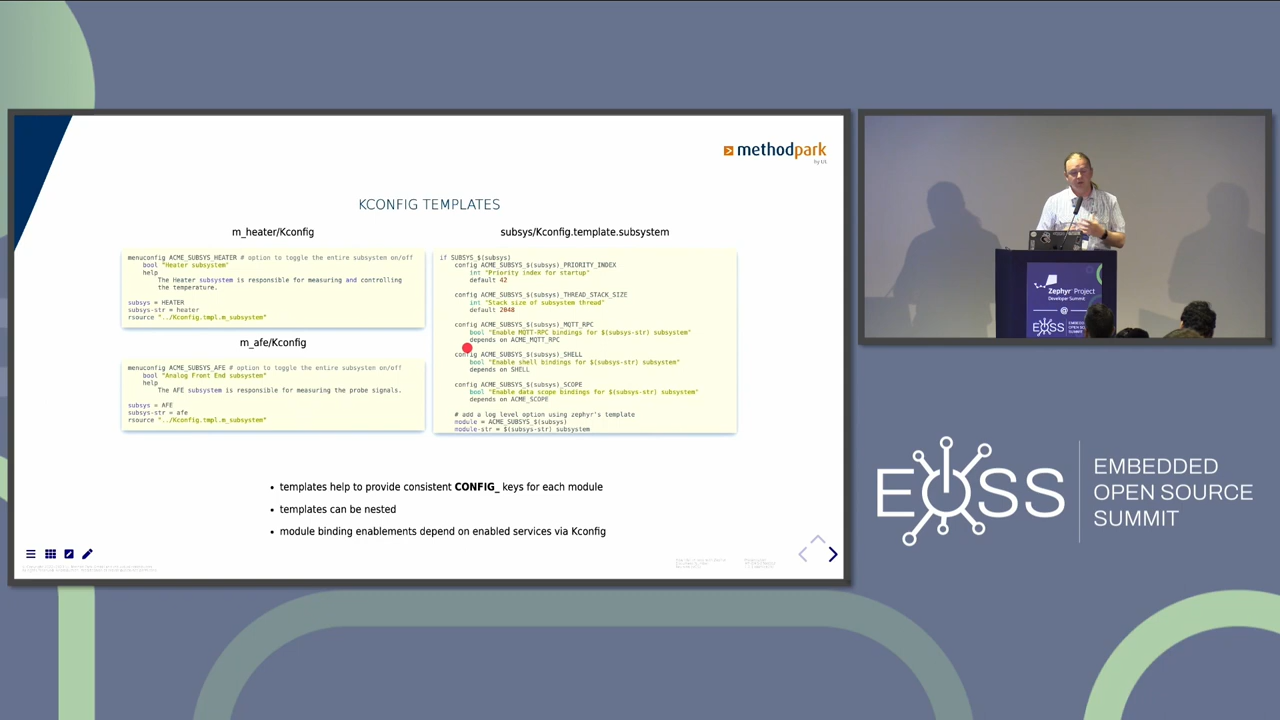 methodpark
by UL
KCONFIG TEMPLATES
m_heater/Kconfig
menuconfig ACME_SUBSYS_HEATER # option to toggle the entire subsystem on/off
bool "Heater subsystem"
help
The Heater subsystem is responsible for measuring and controlling
the temperature.
subsys = HEATER
subsys-str = heater
rsource "../Kconfig.tmpl.m_subsystem"
m_afe/Kconfig
menuconfig ACME_SUBSYS_AFE # option to toggle the entire subsystem on/off
bool "Analog Front End subsystem"
help
The AFE subsystem is responsible for measuring the probe signals.
subsys = AFE
subsys-str = afe
rsource "../Kconfig.tmpl.m_subsystem"
subsys/Kconfig.template.subsystem
if SUBSYS_$(subsys)
config ACME_SUBSYS_$(subsys)_PRIORITY_INDEX
int "Priority index for startup"
default 42
config ACME_SUBSYS_$(subsys)_THREAD_STACK_SIZE
int "Stack size of subsystem thread"
default 2048
config ACME_SUBSYS_$(subsys)_MQTT_RPC
bool "Enable MQTT-RPC bindings for $(subsys-str) subsystem"
depends on ACME_MQTT_RPC
config ACME_SUBSYS_$(subsys)_SHELL
bool "Enable shell bindings for $(subsys-str) subsystem"
depends on SHELL
config ACME_SUBSYS_$(subsys)_SCOPE
bool "Enable data scope bindings for $(subsys-str) subsystem"
depends on ACME_SCOPE
# add a log level option using zephyr's template
module = ACME_SUBSYS_$(subsys)
module-str = $(subsys-str) subsystem
• templates help to provide consistent CONFIG_ keys for each module
• templates can be nested
• module binding enablements depend on enabled services via Kconfig
Zephyr Project
Developer Summit
@
EOSS
EOSS
EMBEDDED
OPEN SOURCE
SUMMIT